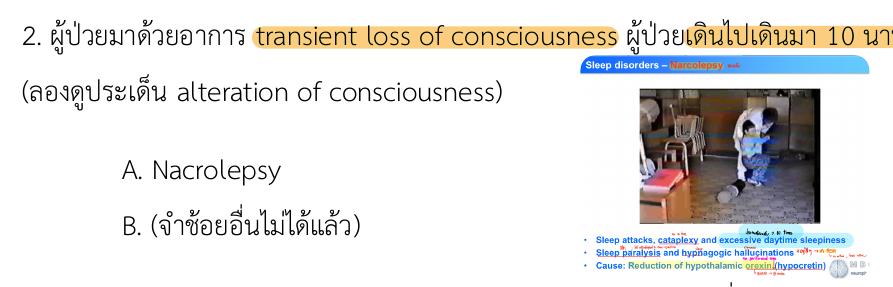 2. ผู้ป่วยมาด้วยอาการ transient loss of consciousness ผู้ป่วยเดินไปเดินมา 10
(ลองดูประเด็น alteration of consciousness)
A. Nacrolepsy
B. (จำช้อยอื่นไม่ได้แล้ว)
Sleep disorders – Narcolepsy
• Sleep attacks, cataplexy and excessive daytime sleepiness
• Sleep paralysis and hypnagogic hallucinations
• Cause: Reduction of hypothalamic orexin (hypocretin)